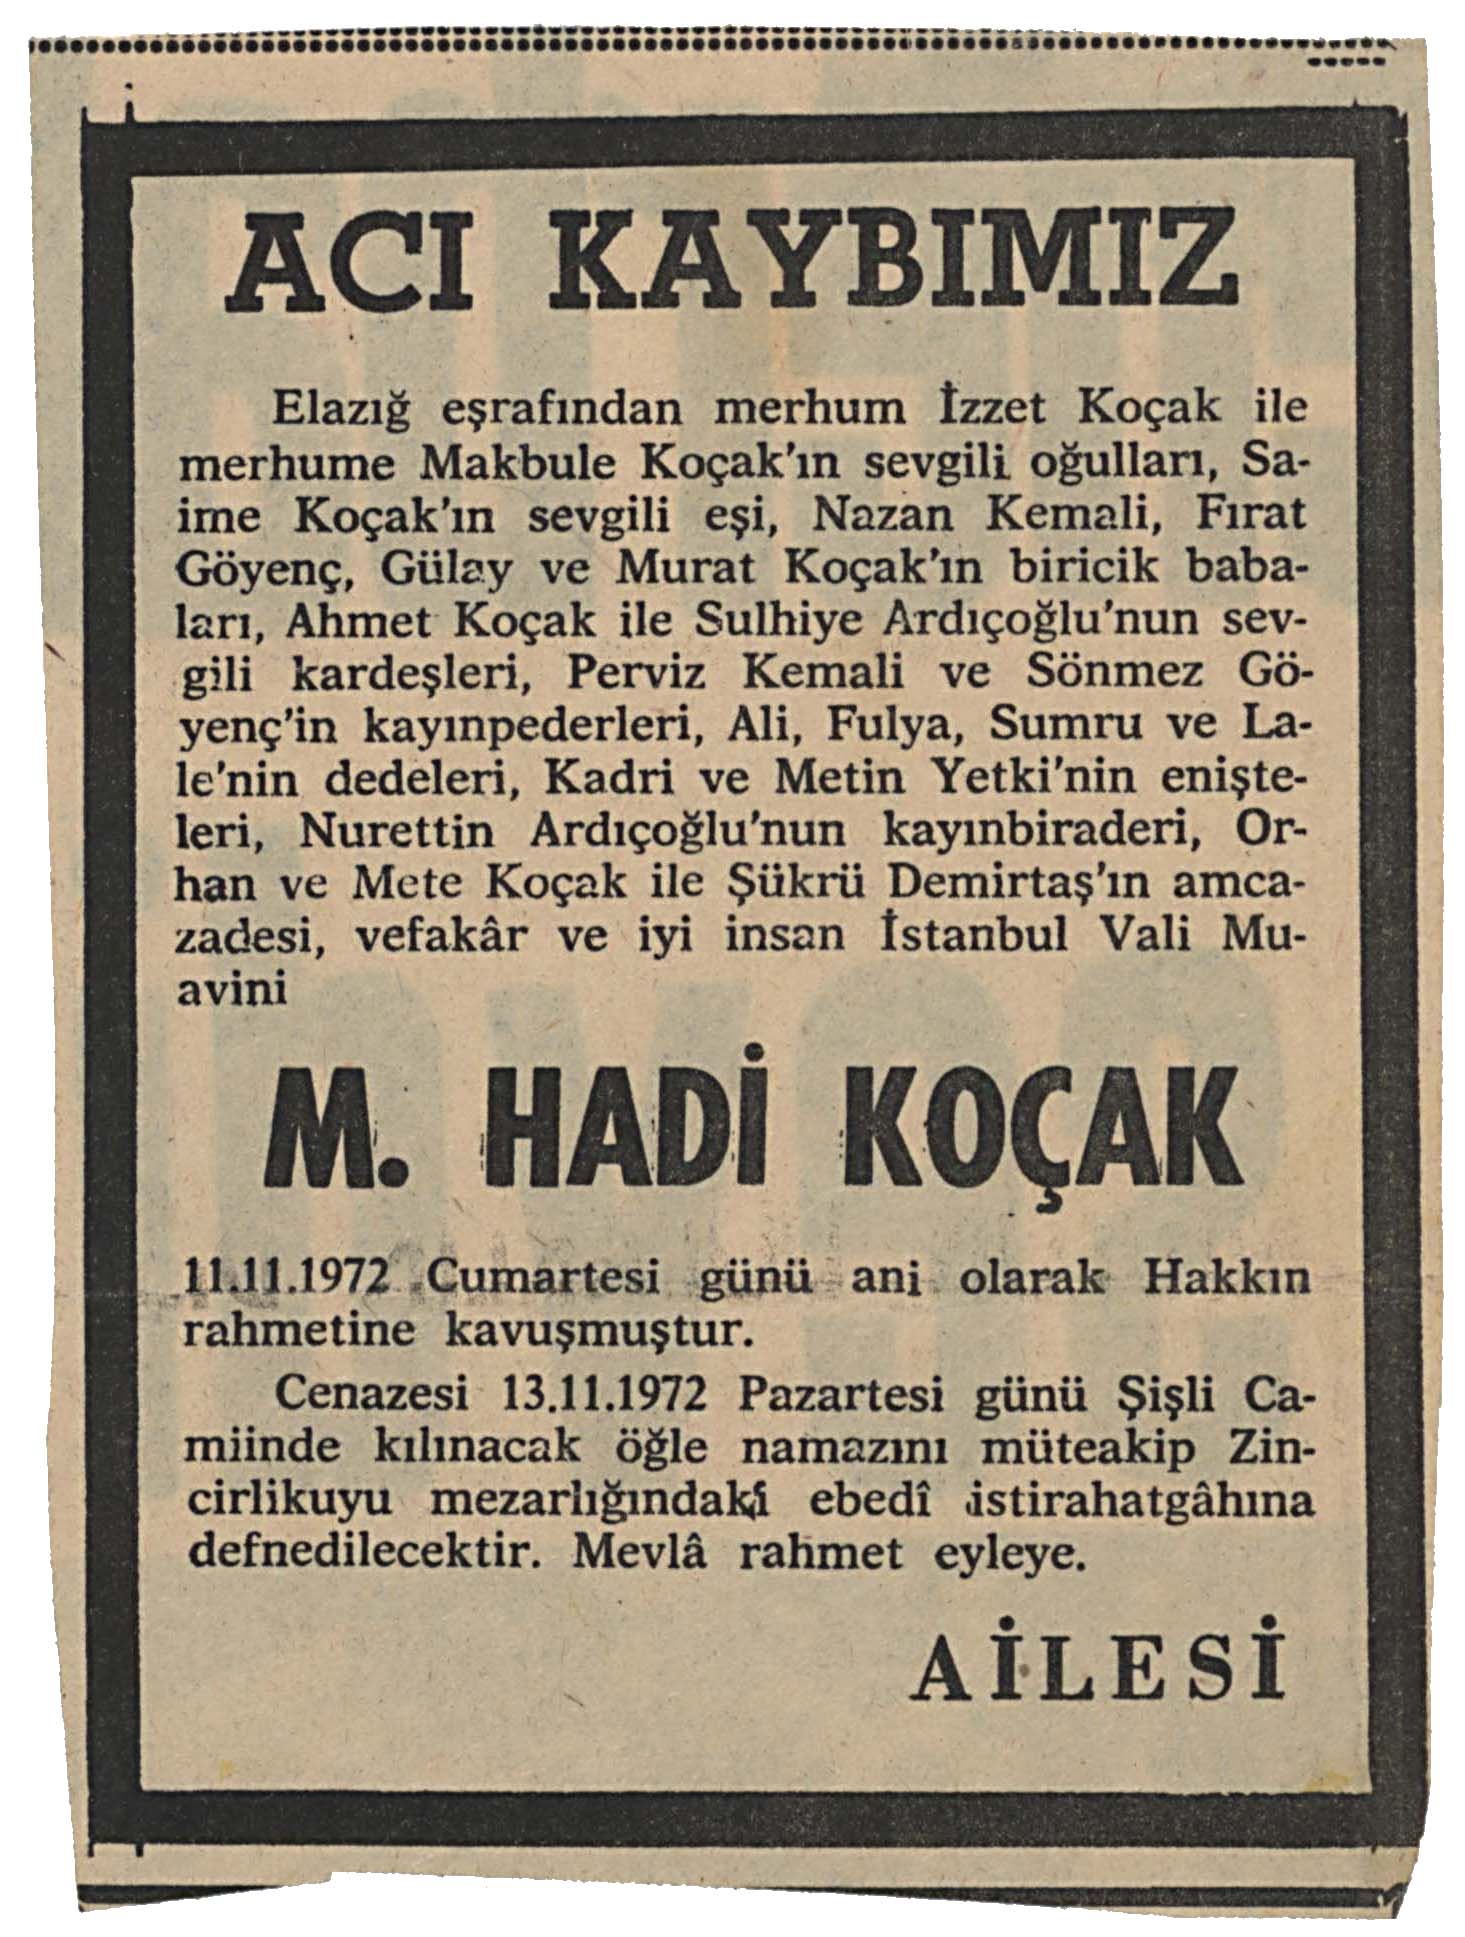 ACI KAYBIMIZ
Elazığ eşrafından merhum İzzet Koçak ile
merhume Makbule Koçak'ın sevgili oğulları, Sa-
ime Koçak'ın sevgili eşi, Nazan Kemali, Fırat
Göyenç, Gülay ve Murat Koçak'ın biricik baba-
ları, Ahmet Koçak ile Sulhiye Ardıçoğlu'nun sev-
gili kardeşleri, Perviz Kemali ve Sönmez Gö-
yenç'in kayınpederleri, Ali, Fulya, Sumru ve La-
le'nin dedeleri, Kadri ve Metin Yetki'nin enişte-
leri, Nurettin Ardıçoğlu'nun kayınbiraderi, Or-
han ve Mete Koçak ile Şükrü Demirtaş'ın amca-
zadesi, vefakâr ve iyi insan İstanbul Vali Mu-
avini
M. HADİ KOÇAK
11.11.1972 Cumartesi günü ani olarak Hakkın
rahmetine kavuşmuştur.
Cenazesi 13.11.1972 Pazartesi günü Şişli Ca-
miinde kılınacak öğle namazını müteakip Zin-
cirlikuyu mezarlığındaki ebedî istirahatgâhına
defnedilecektir. Mevlâ rahmet eyleye.
AİLESİ